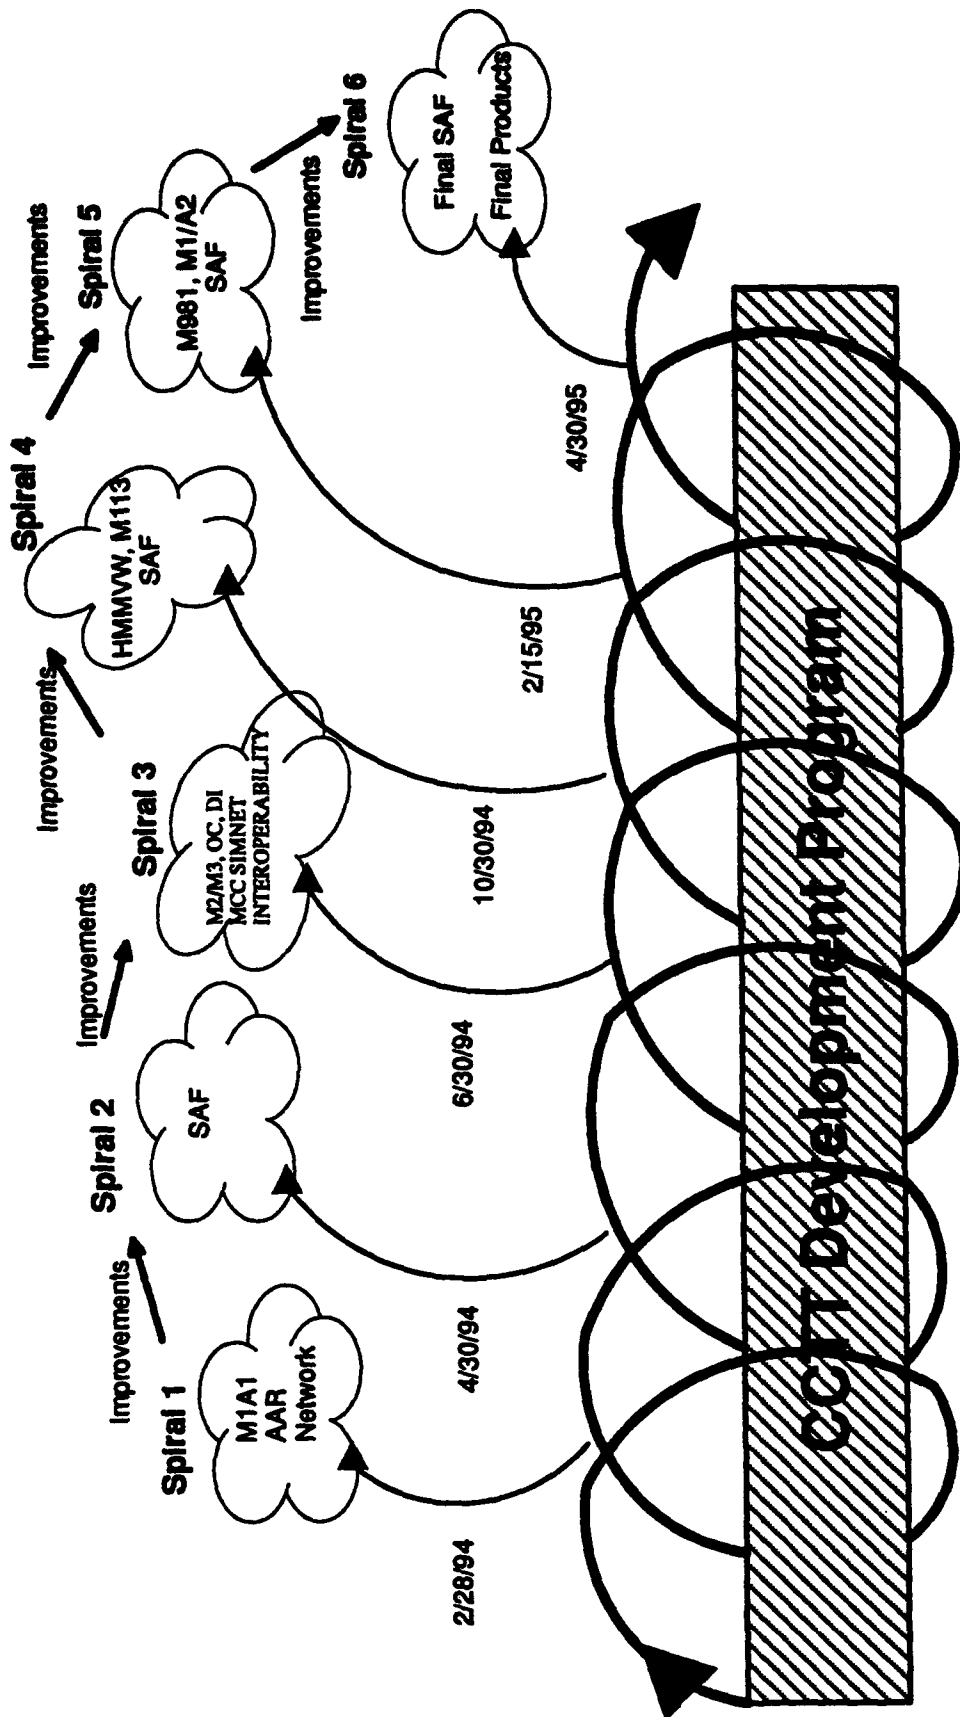 Spiral 1
M1A1
AAR
Network
2/28/94
Improvements
Spiral 2
SAF
4/30/94
Improvements
Spiral 3
M2/M3, OC, DI
MCC SIMNET
INTEROPERABILITY
6/30/94
Improvements
Spiral 4
HMMVW, M113
SAF
10/30/94
Improvements
Spiral 5
M981, M1/A2
SAF
2/15/95
Improvements
Spiral 6
Final SAF
Final Products
4/30/95
CCTT Development Program